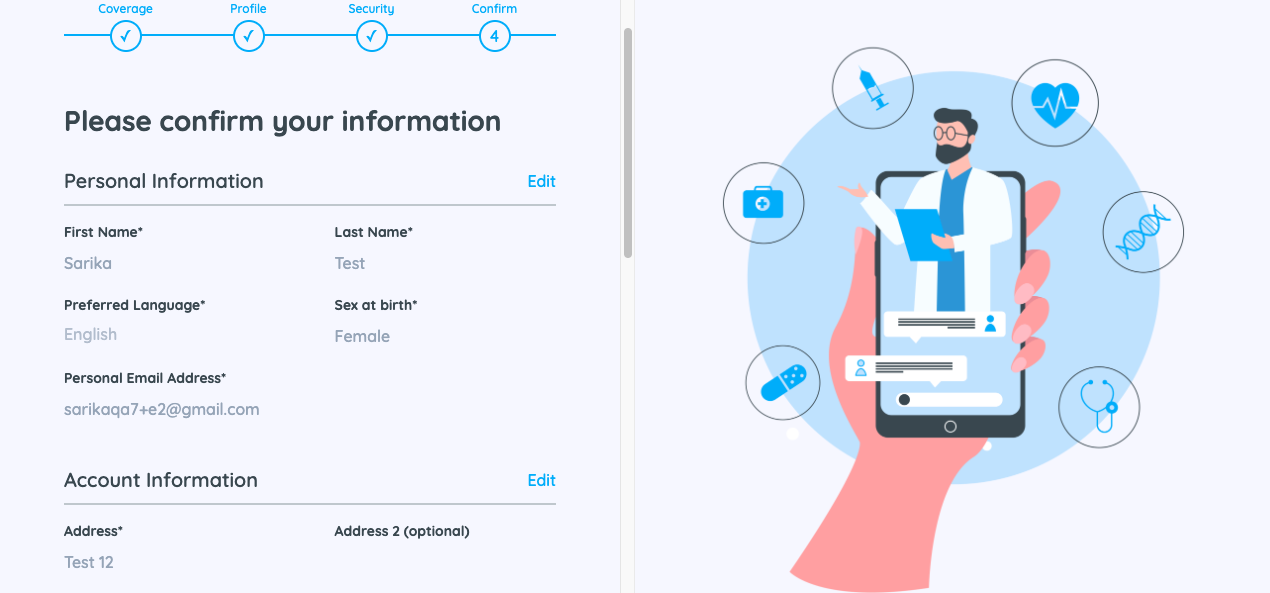 Coverage Profile Security Confirm
✓ ✓ ✓ 4
Please confirm your information
Personal Information Edit
First Name* Last Name*
Sarika Test
Preferred Language* Sex at birth*
English Female
Personal Email Address*
sarikaqa7+e2@gmail.com
Account Information Edit
Address* Address 2 (optional)
Test 12